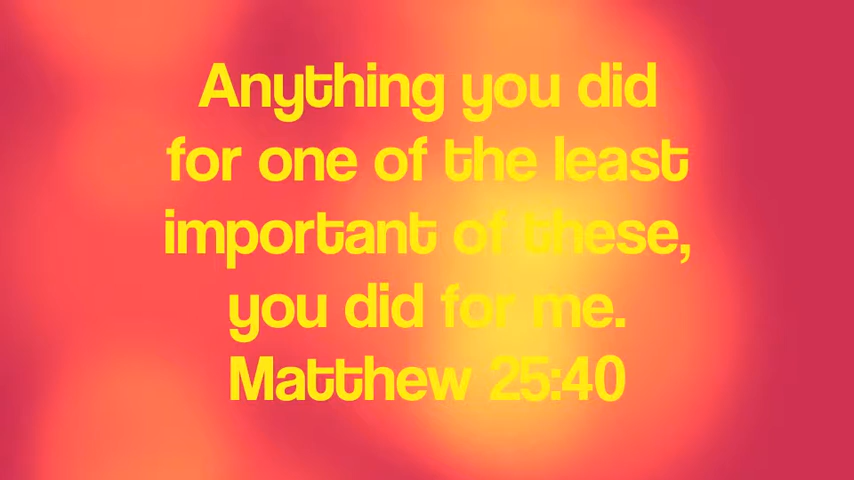 Anything you did
for one of the least
important of these,
you did for me.
Matthew 25:40